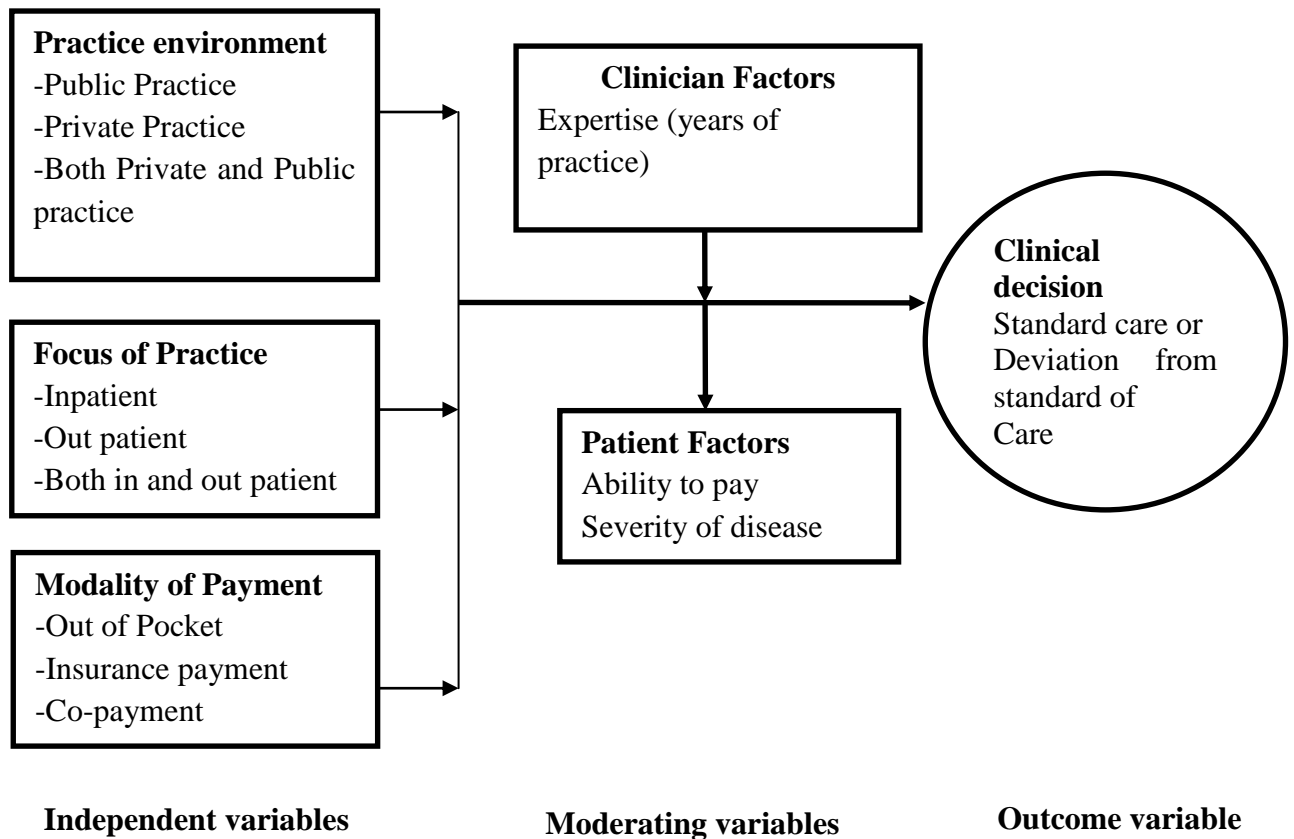 Practice environment
-Public Practice
-Private Practice
-Both Private and Public
practice
Focus of Practice
-Inpatient
-Out patient
-Both in and out patient
Modality of Payment
-Out of Pocket
-Insurance payment
-Co-payment
Independent variables
Clinician Factors
Expertise (years of
practice)
Patient Factors
Ability to pay
Severity of disease
Moderating variables
Clinical
decision
Standard care or
Deviation from
standard of
Care
Outcome variable